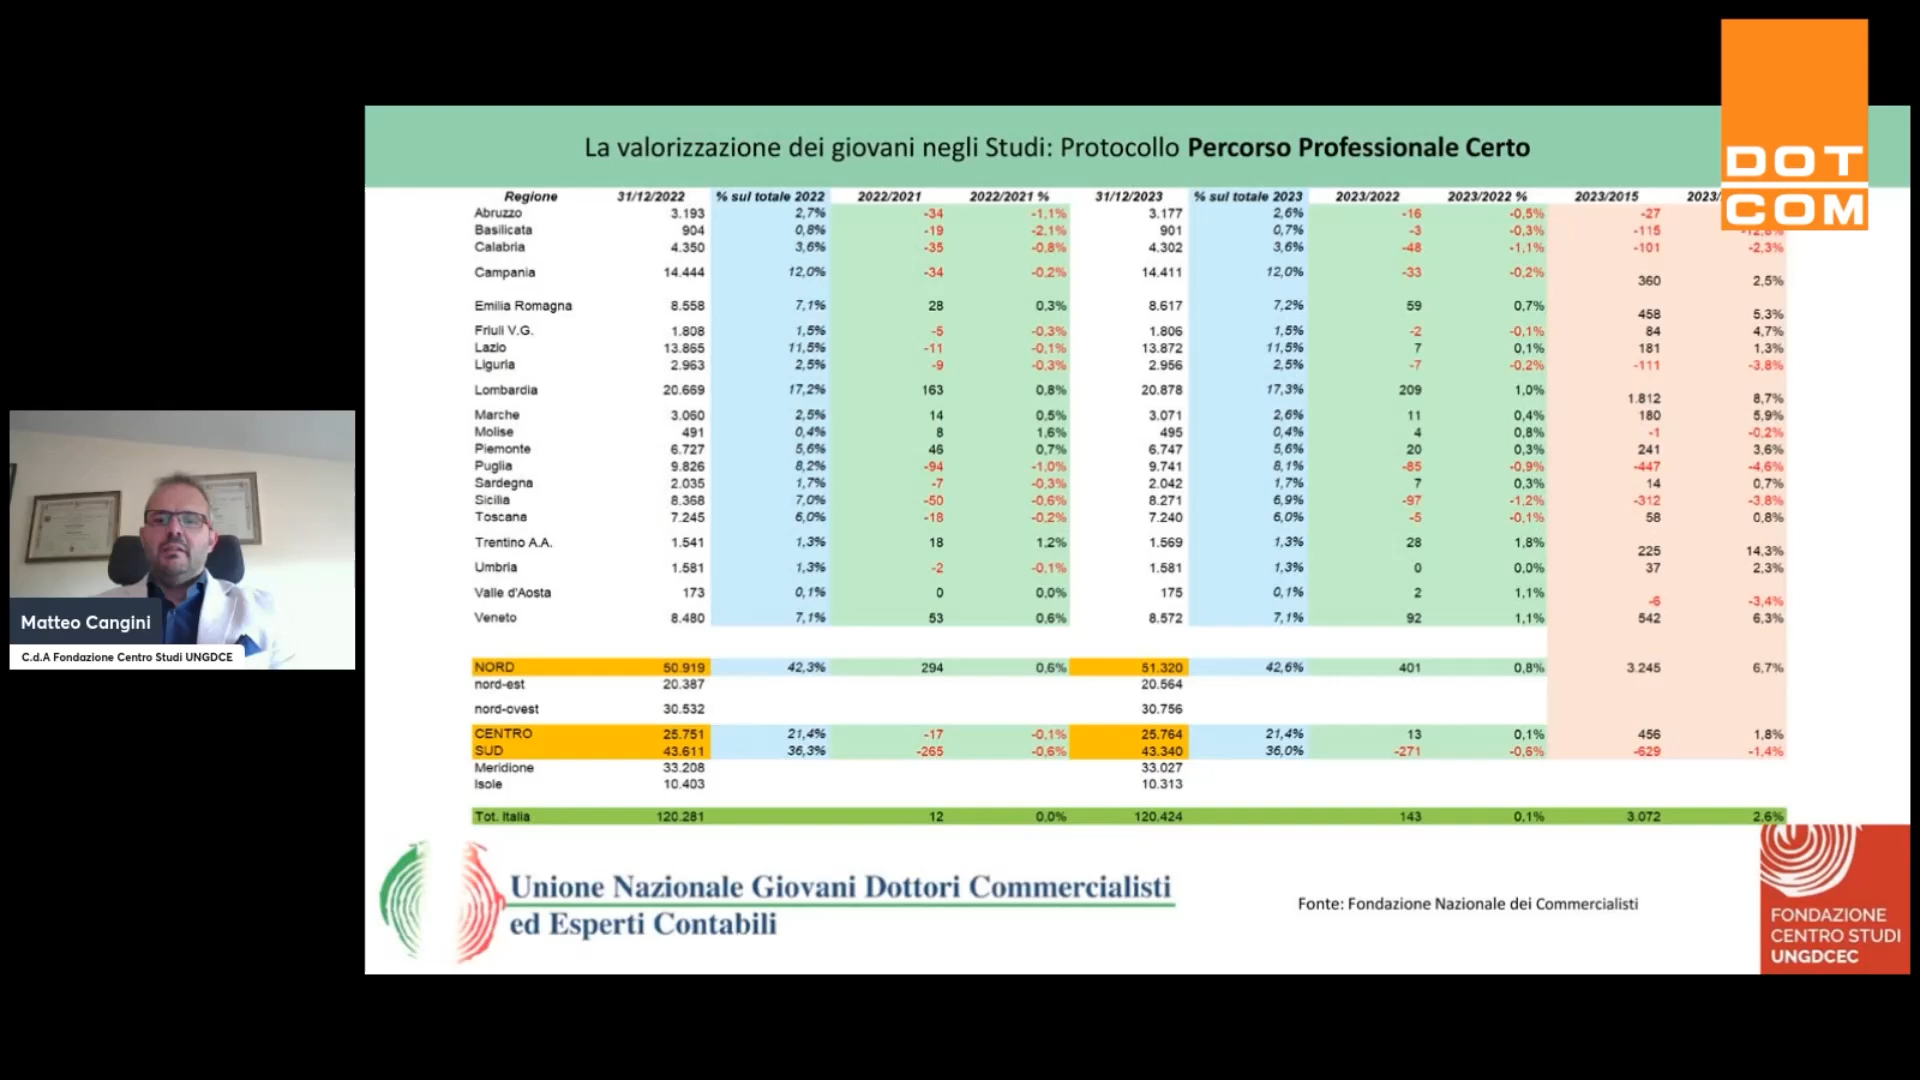 DOT
COM
La valorizzazione dei giovani negli Studi: Protocollo Percorso Professionale Certo
Regione 31/12/2022 % sul totale 2022 2022/2021 2022/2021 % 31/12/2023 % sul totale 2023 2023/2022 2023/2022 % 2023/2015 2023/
Abruzzo 3.193 2,7% -34 -1,1% 3.177 2,6% -16 -0,5% -27
Basilicata 904 0,8% -19 -2,1% 901 0,7% -3 -0,3% -115
Calabria 4.350 3,6% -35 -0,8% 4.302 3,6% -48 -1,1% -101 -2,3%
Campania 14.444 12,0% -34 -0,2% 14.411 12,0% -33 -0,2% 360 2,5%
Emilia Romagna 8.558 7,1% 28 0,3% 8.617 7,2% 59 0,7% 458 5,3%
Friuli V.G. 1.808 1,5% -5 -0,3% 1.806 1,5% -2 -0,1% 84 4,7%
Lazio 13.865 11,5% -11 -0,1% 13.872 11,5% 7 0,1% 181 1,3%
Liguria 2.963 2,5% -9 -0,3% 2.956 2,5% -7 -0,2% -111 -3,8%
Lombardia 20.669 17,2% 163 0,8% 20.878 17,3% 209 1,0% 1.812 8,7%
Marche 3.060 2,5% 14 0,5% 3.071 2,6% 11 0,4% 180 5,9%
Molise 491 0,4% 8 1,6% 495 0,4% 4 0,8% -1 -0,2%
Piemonte 6.727 5,6% 46 0,7% 6.747 5,6% 20 0,3% 241 3,6%
Puglia 9.826 8,2% -94 -1,0% 9.741 8,1% -85 -0,9% -447 -4,6%
Sardegna 2.035 1,7% -7 -0,3% 2.042 1,7% 7 0,3% 14 0,7%
Sicilia 8.368 7,0% -50 -0,6% 8.271 6,9% -97 -1,2% -312 -3,8%
Toscana 7.245 6,0% -18 -0,2% 7.240 6,0% -5 -0,1% 58 0,8%
Trentino A.A. 1.541 1,3% 18 1,2% 1.569 1,3% 28 1,8% 225 14,3%
Umbria 1.581 1,3% -2 -0,1% 1.581 1,3% 0 0,0% 37 2,3%
Valle d'Aosta 173 0,1% 0 0,0% 175 0,1% 2 1,1% -6 -3,4%
Veneto 8.480 7,1% 53 0,6% 8.572 7,1% 92 1,1% 542 6,3%
NORD 50.919 42,3% 294 0,6% 51.320 42,6% 401 0,8% 3.245 6,7%
nord-est 20.387 20.564
nord-ovest 30.532 30.756
CENTRO 25.751 21,4% -17 -0,1% 25.764 21,4% 13 0,1% 456 1,8%
SUD 43.611 36,3% -265 -0,6% 43.340 36,0% -271 -0,6% -629 -1,4%
Meridione 33.208 33.027
Isole 10.403 10.313
Tot. Italia 120.281 12 0,0% 120.424 143 0,1% 3.072 2,6%
Matteo Cangini
C.d.A Fondazione Centro Studi UNGDCE
Unione Nazionale Giovani Dottori Commercialisti
ed Esperti Contabili
Fonte: Fondazione Nazionale dei Commercialisti
FONDAZIONE
CENTRO STUDI
UNGDCEC